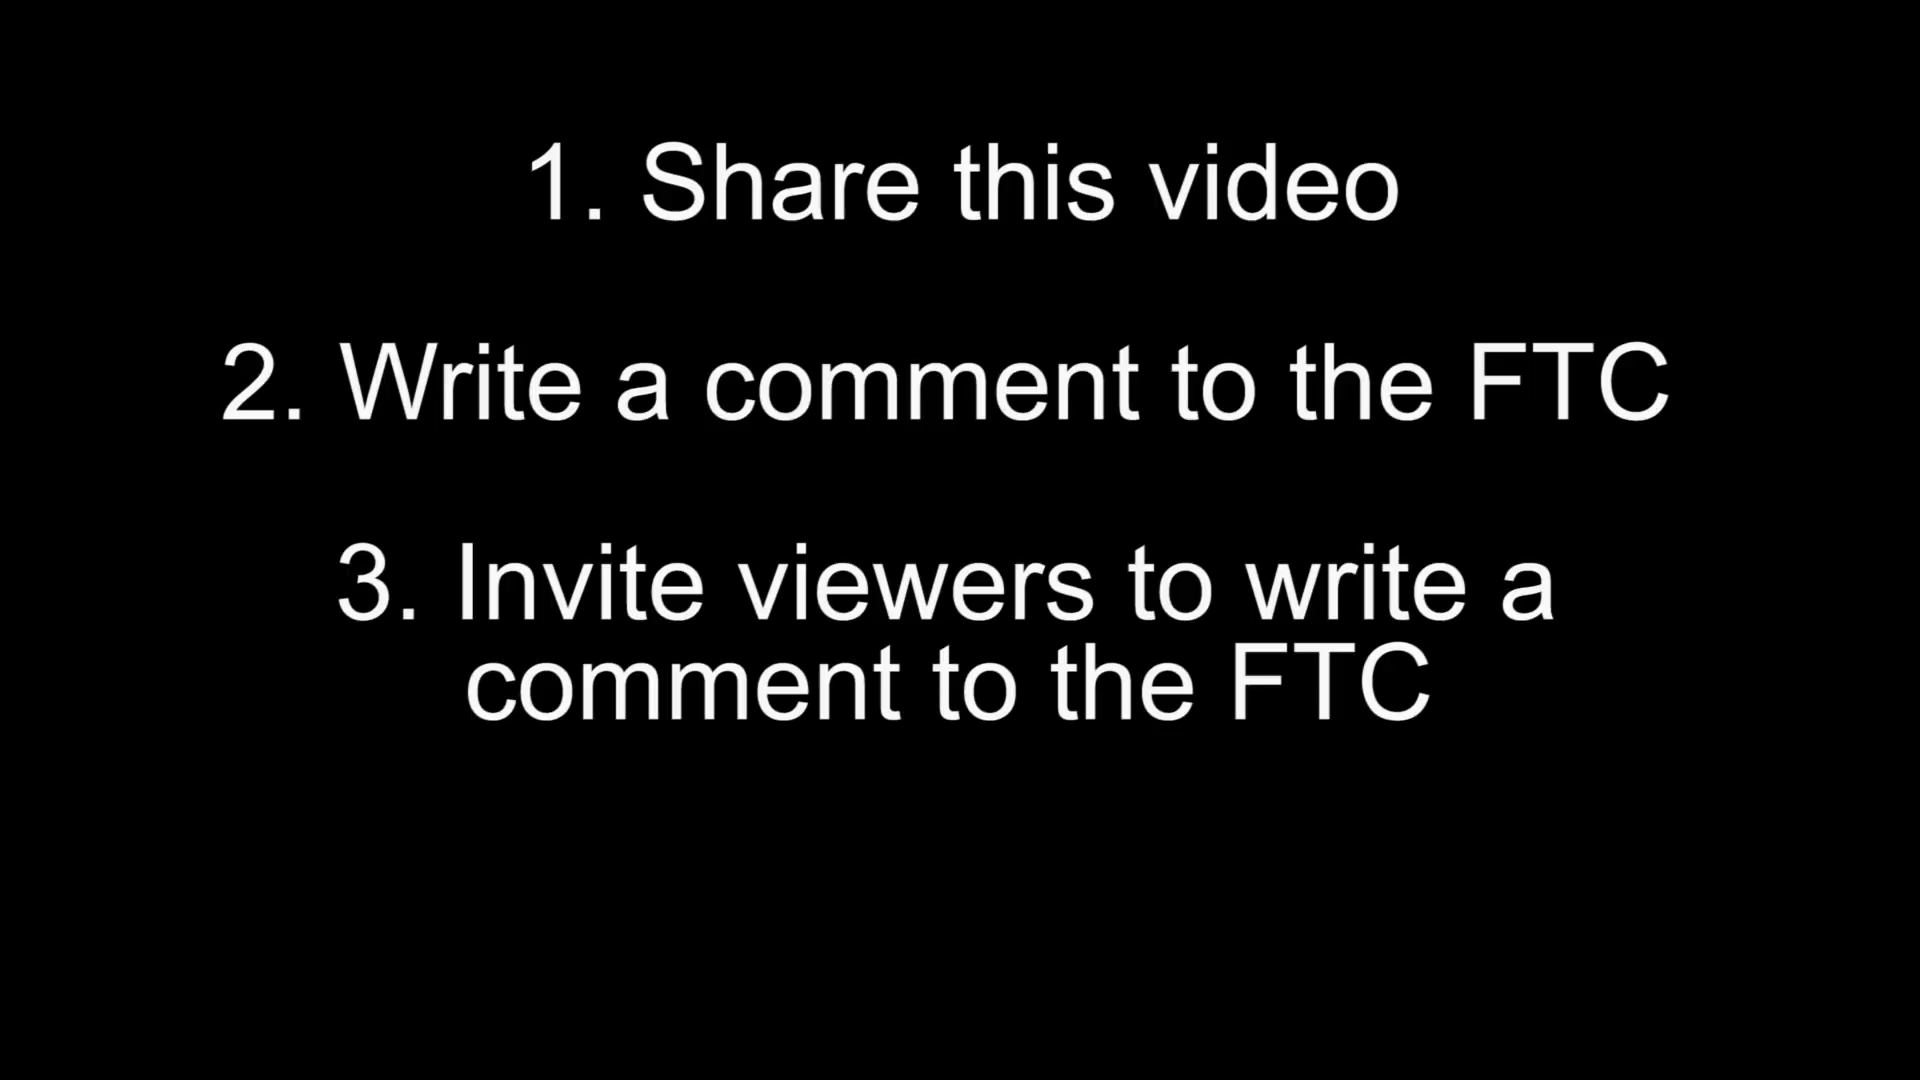 1. Share this video
2. Write a comment to the FTC
3. Invite viewers to write a
comment to the FTC